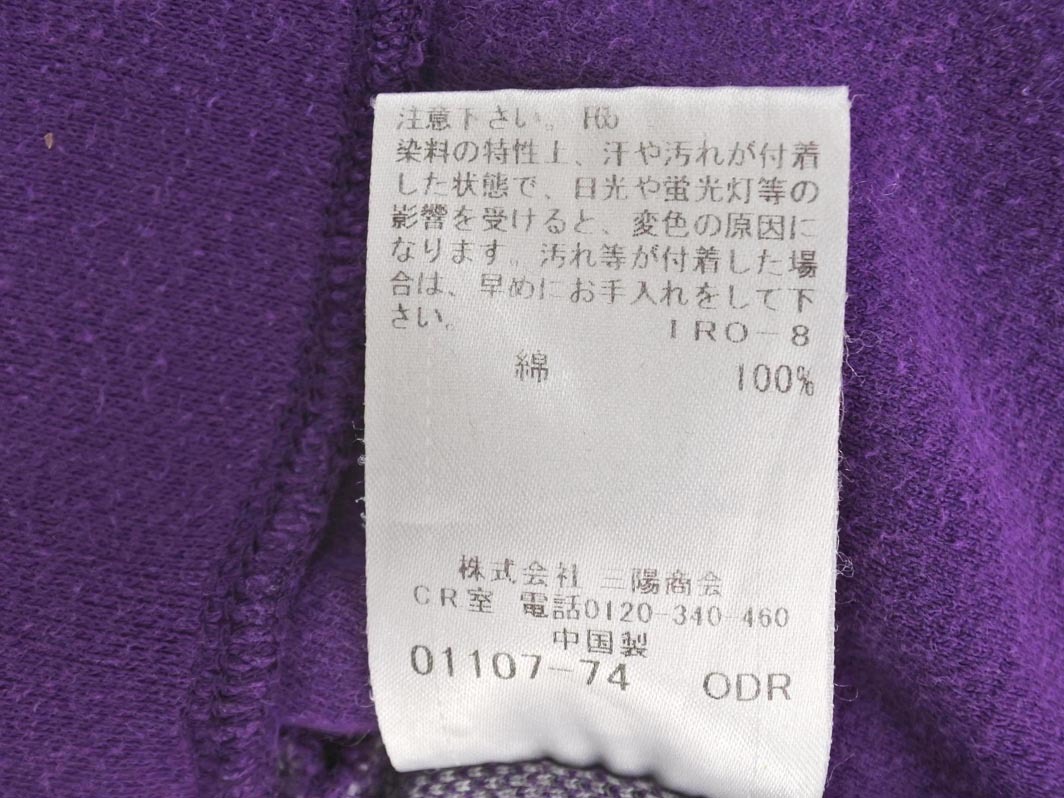 注意下さい。F65
染料の特性上、汗や汚れが付着
した状態で、日光や蛍光灯等の
影響を受けると、変色の原因に
なります。汚れ等が付着した場
合は、早めにお手入れをして下
さい。 IRO-8
綿 100%
株式会社 三陽商会
CR室 電話0120-340-460
中国製
01107-74 ODR